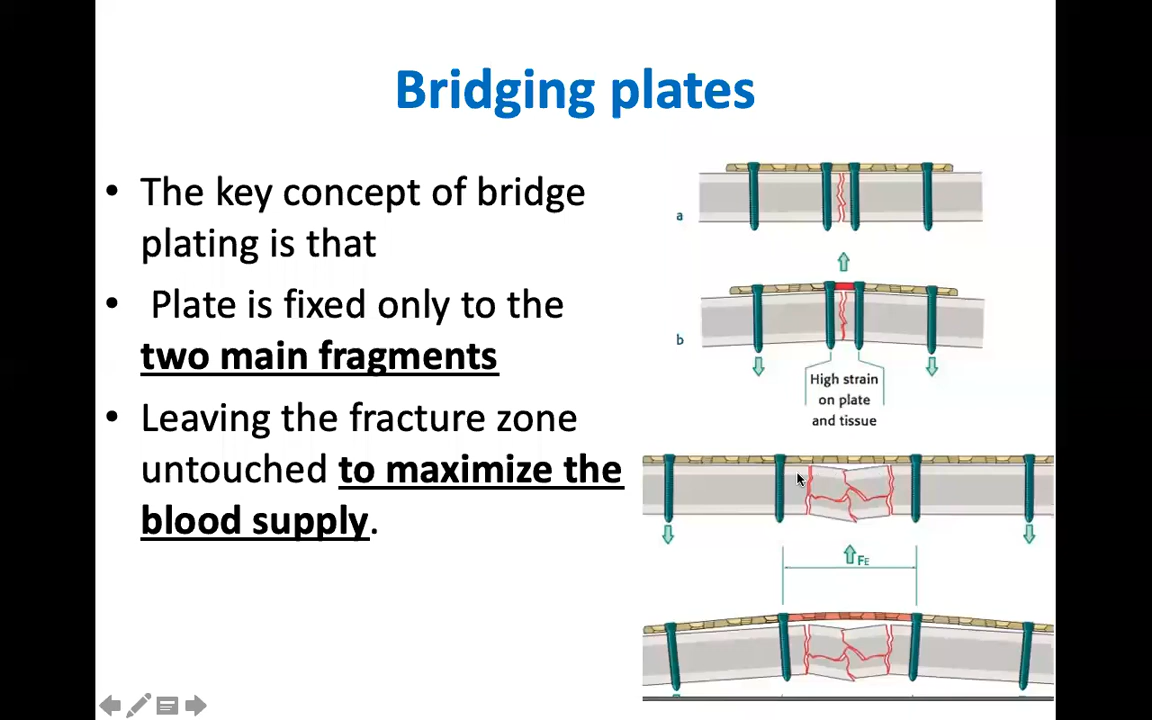 Bridging plates
• The key concept of bridge
plating is that
• Plate is fixed only to the
two main fragments
• Leaving the fracture zone
untouched to maximize the
blood supply.
a
b
High strain
on plate
and tissue
FE